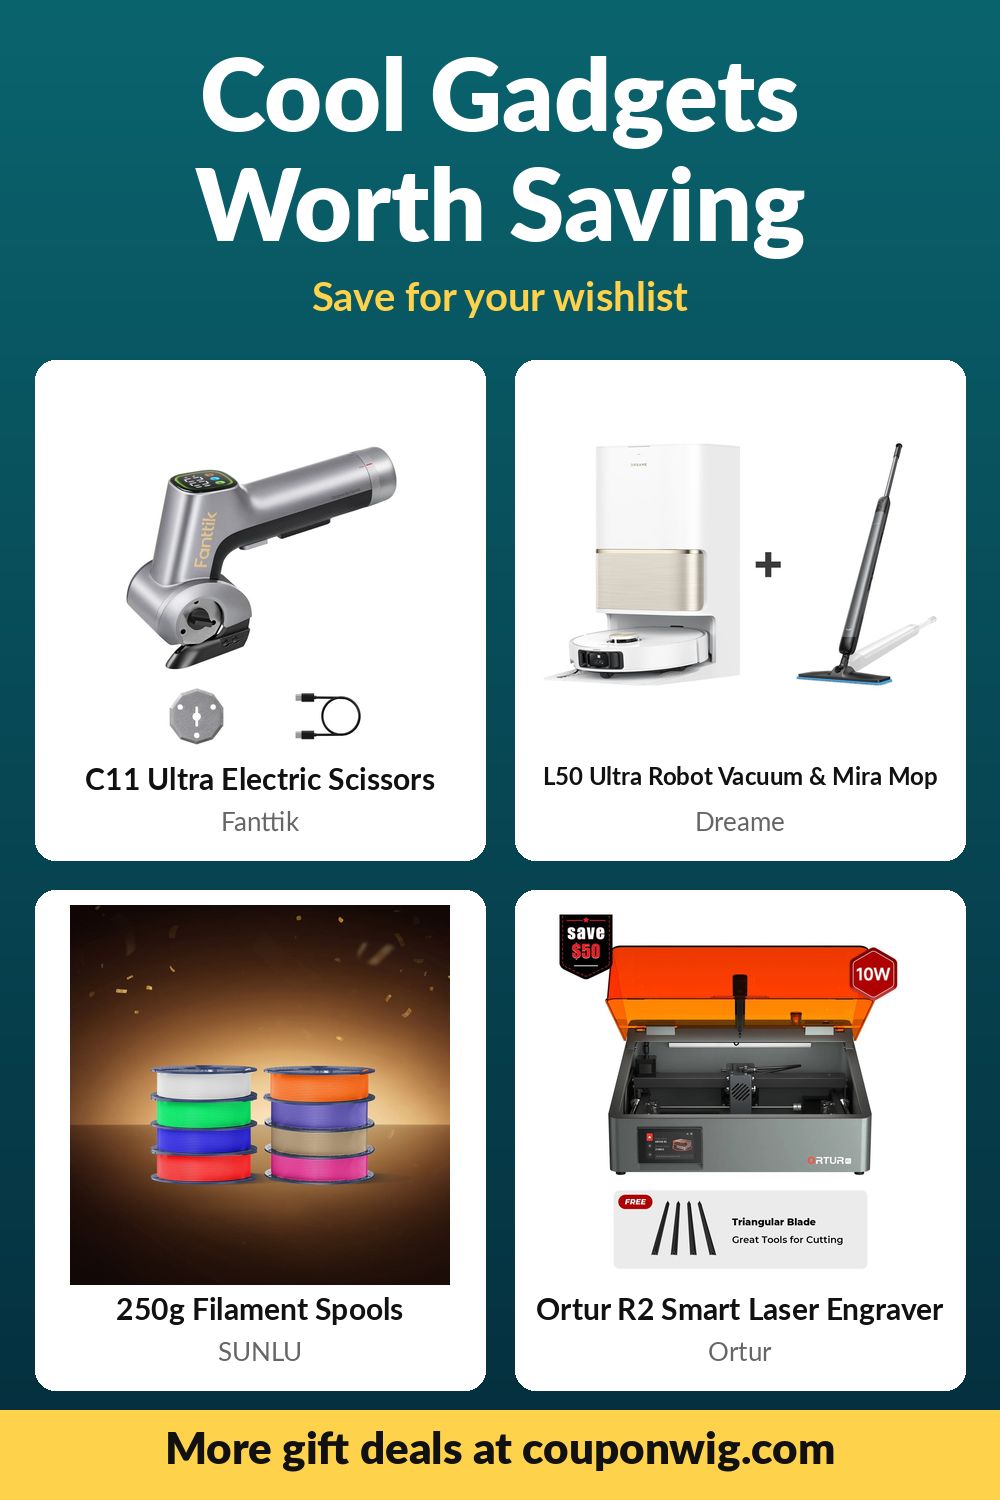 Cool Gadgets
Worth Saving
Save for your wishlist
Fanttik
C11 Ultra Electric Scissors
Fanttik
DREAME
+
L50 Ultra Robot Vacuum & Mira Mop
Dreame
250g Filament Spools
SUNLU
save
$50
10W
ORTUR
FREE
Triangular Blade
Great Tools for Cutting
Ortur R2 Smart Laser Engraver
Ortur
More gift deals at couponwig.com